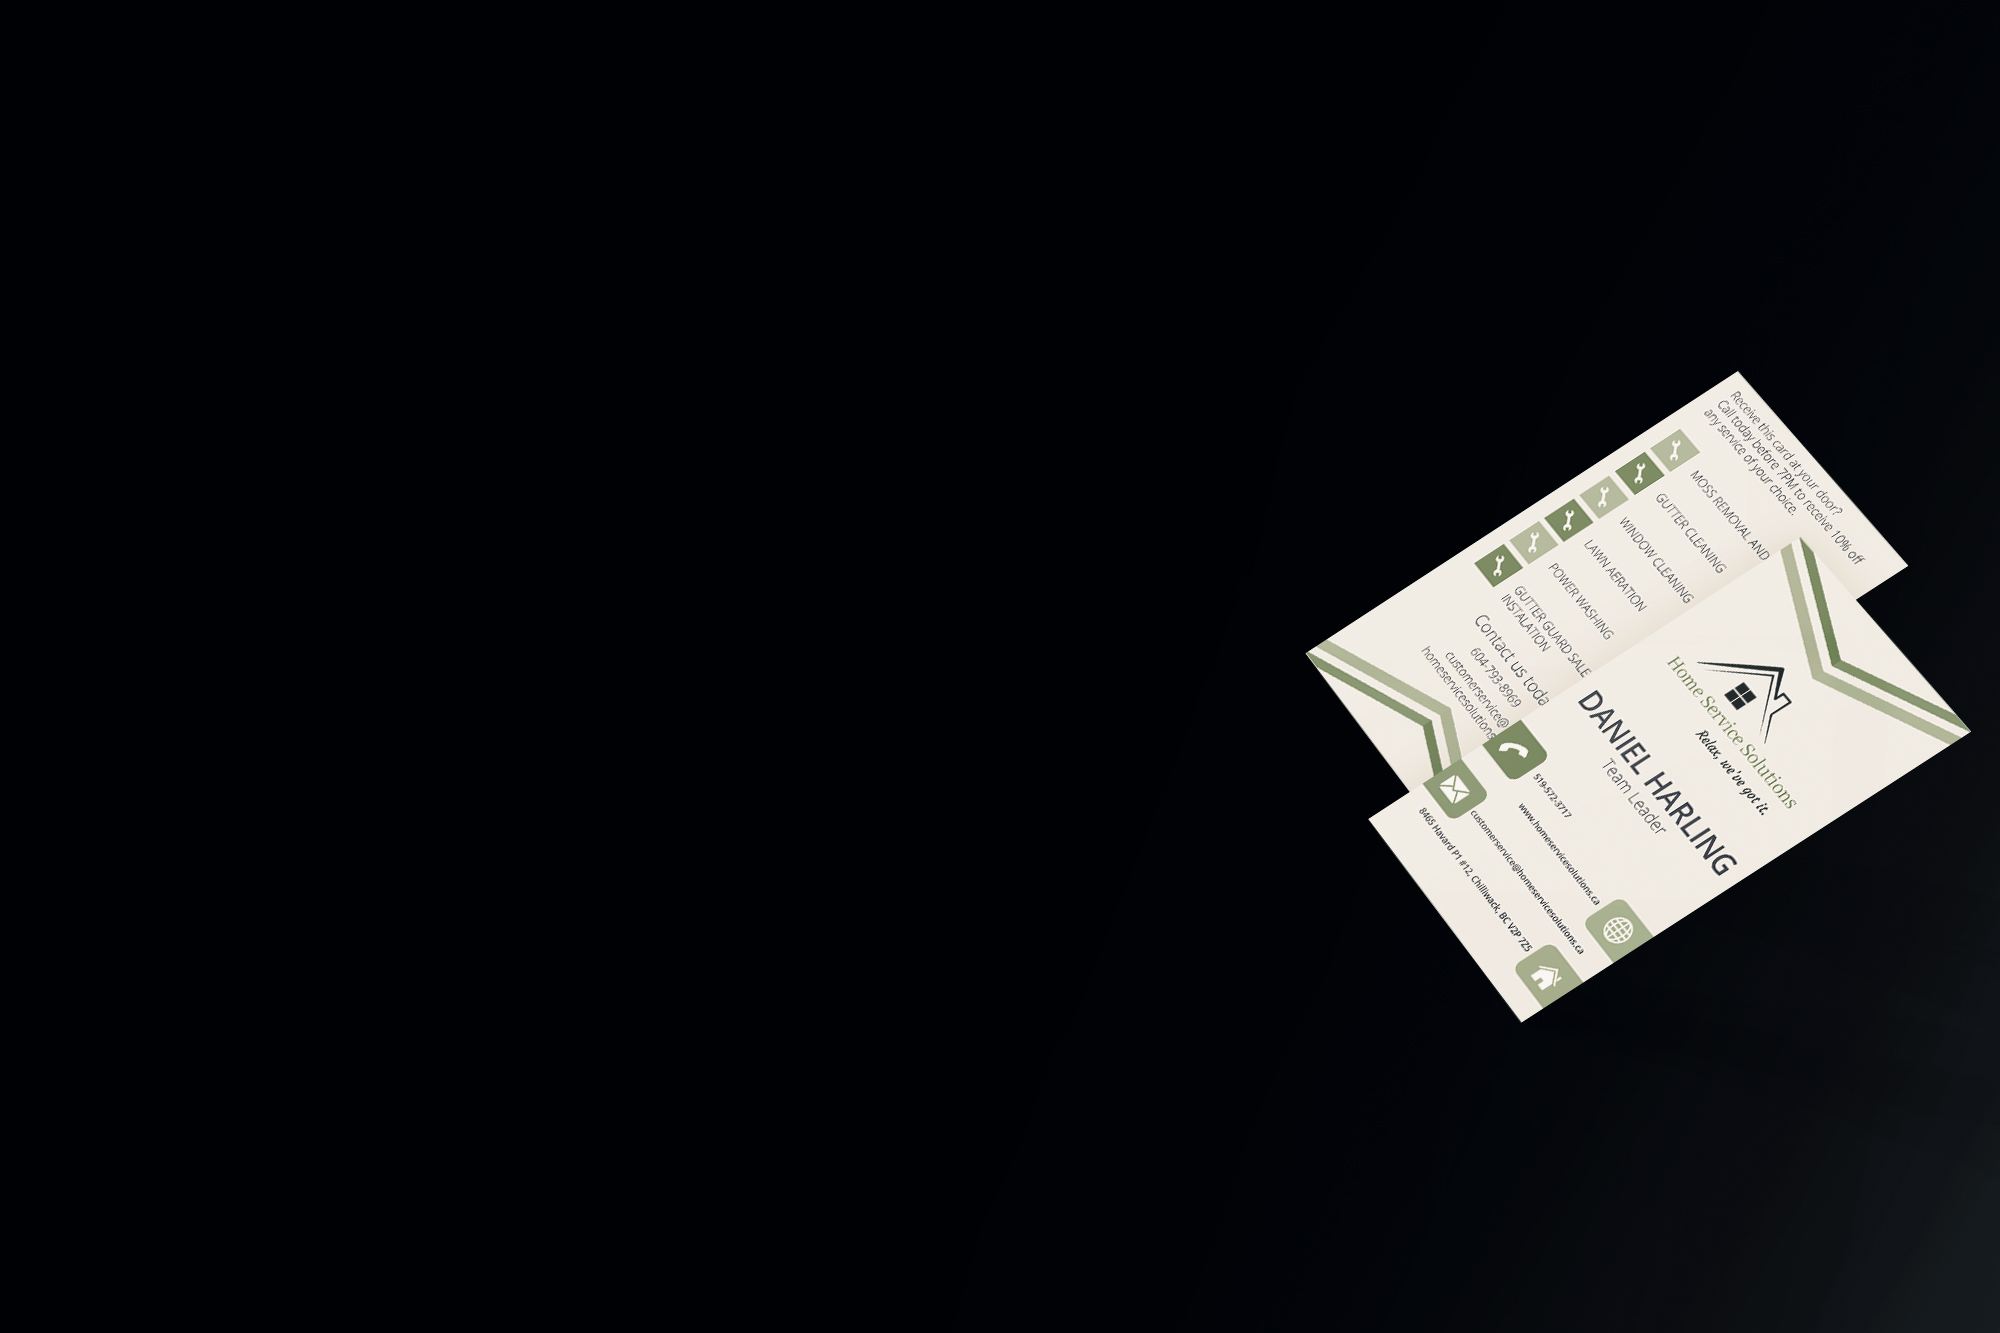 Receive this card at your door?
Call today before 7PM to receive 10% off
any service of your choice.
MOSS REMOVAL AND
GUTTER CLEANING
WINDOW CLEANING
LAWN AERATION
POWER WASHING
GUTTER GUARD SALE
INSTALATION
Contact us toda
604-793-8969
customerservice@
homeservicesolutions
Home Service Solutions
Relax, we've got it.
DANIEL HARLING
Team Leader
519-572-3717
www.homeservicesolutions.ca
customerservice@homeservicesolutions.ca
8465 Havard P1 #12, Chilliwack, BC V2P 7Z5